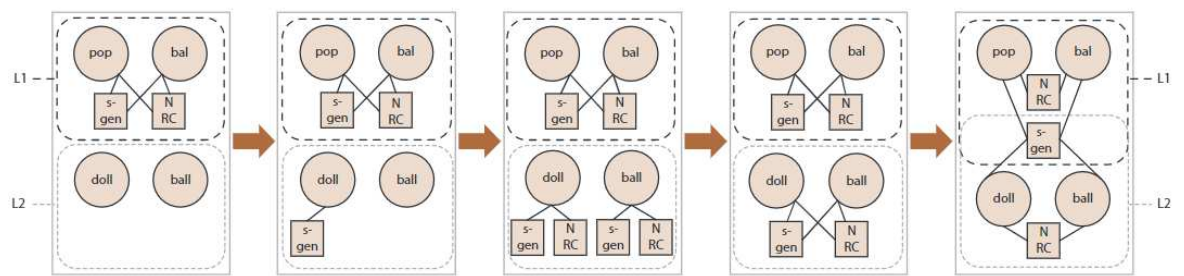 pop bal
s-
gen
N
RC
doll ball
L1
L2
pop bal
s-
gen
N
RC
doll ball
s-
gen
pop bal
s-
gen
N
RC
doll ball
s-
gen
N
RC
s-
gen
N
RC
pop bal
s-
gen
N
RC
doll ball
s-
gen
N
RC
pop bal
N
RC
s-
gen
doll ball
N
RC
L1
L2